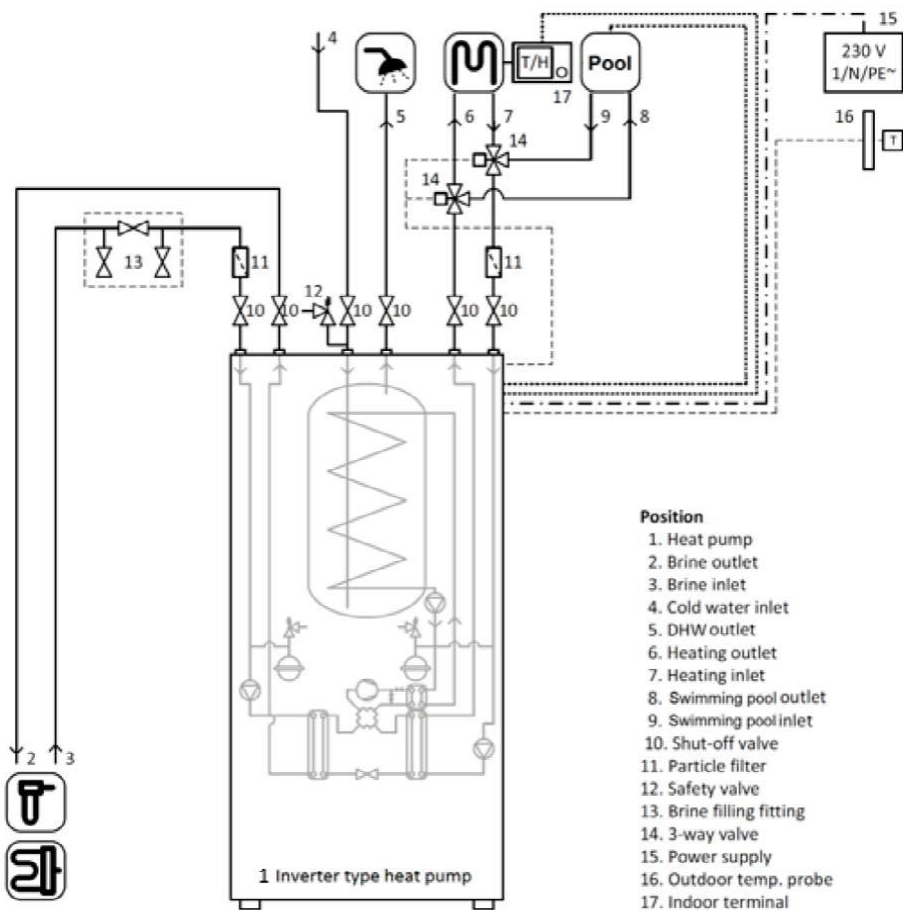 4
15
230 V
1/N/PE~
T/H
Pool
17
16
T
5
6
7
9
8
14
14
13
11
11
12
10
10
10
10
10
10
2
3
1 Inverter type heat pump
Position
1. Heat pump
2. Brine outlet
3. Brine inlet
4. Cold water inlet
5. DHW outlet
6. Heating outlet
7. Heating inlet
8. Swimming pool outlet
9. Swimming pool inlet
10. Shut-off valve
11. Particle filter
12. Safety valve
13. Brine filling fitting
14. 3-way valve
15. Power supply
16. Outdoor temp. probe
17. Indoor terminal